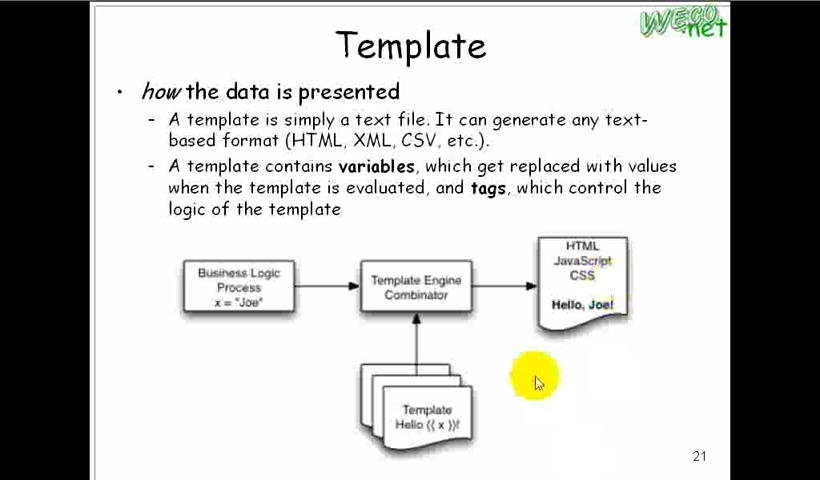 WECO
.net
Template
• how the data is presented
- A template is simply a text file. It can generate any text-
based format (HTML, XML, CSV, etc.).
- A template contains variables, which get replaced with values
when the template is evaluated, and tags, which control the
logic of the template
Business Logic
Process
x = "Joe"
Template Engine
Combinator
HTML
JavaScript
CSS
Hello, Joe!
Template
Hello {{ x }}!
21